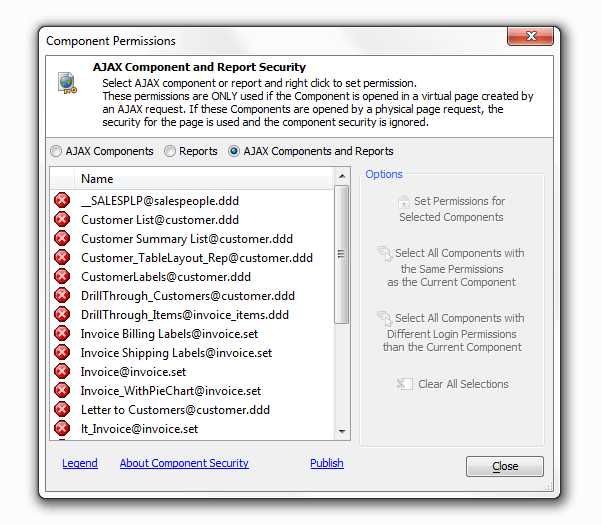 Component Permissions
AJAX Component and Report Security
Select AJAX component or report and right click to set permission.
These permissions are ONLY used if the Component is opened in a virtual page created by
an AJAX request. If these Components are opened by a physical page request, the
security for the page is used and the component security is ignored.
AJAX Components Reports AJAX Components and Reports
Name
__SALESPLP@salespeople.ddd
Customer List@customer.ddd
Customer Summary List@customer.ddd
Customer_TableLayout_Rep@customer.ddd
CustomerLabels@customer.ddd
DrillThrough_Customers@customer.ddd
DrillThrough_Items@invoice_items.ddd
Invoice Billing Labels@invoice.set
Invoice Shipping Labels@invoice.set
Invoice@invoice.set
Invoice_WithPieChart@invoice.set
Letter to Customers@customer.ddd
lt_Invoice@invoice.set
Options
Set Permissions for
Selected Components
Select All Components with
the Same Permissions
as the Current Component
Select All Components with
Different Login Permissions
than the Current Component
Clear All Selections
Legend About Component Security Publish Close